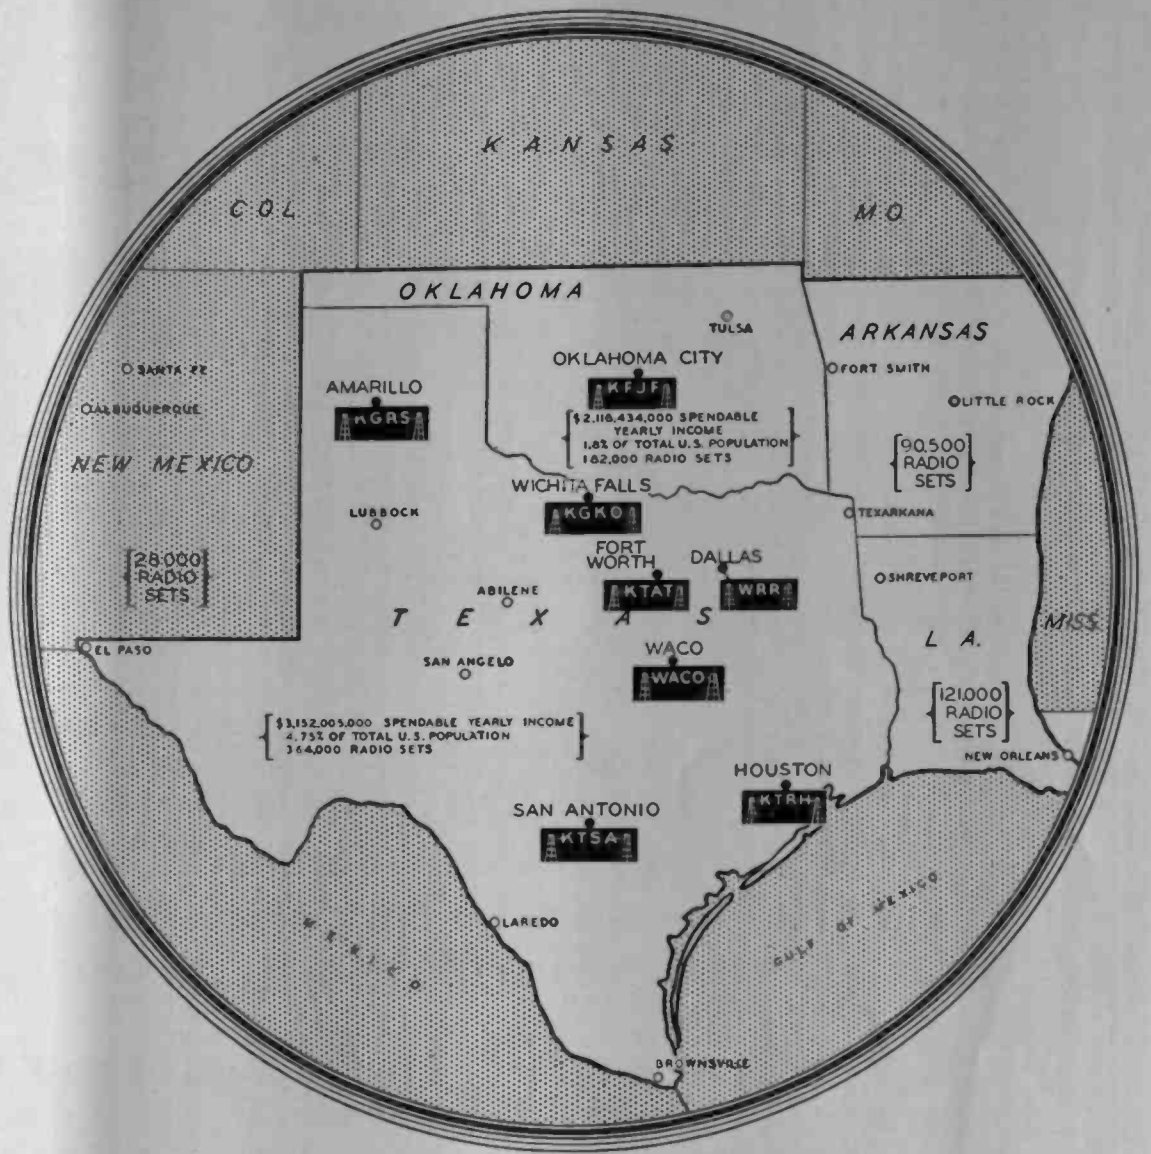 KANSAS
COL
MO
OKLAHOMA
TULSA
ARKANSAS
OKLAHOMA CITY
KFJF
FORT SMITH
SANTA FE
AMARILLO
KGRS
ALBUQUERQUE
LITTLE ROCK
$2,116,434,000 SPENDABLE
YEARLY INCOME
1.8% OF TOTAL U.S. POPULATION
182,000 RADIO SETS
90,500
RADIO
SETS
NEW MEXICO
WICHITA FALLS
KGKO
LUBBOCK
TEXARKANA
28,000
RADIO
SETS
FORT
WORTH
KTAT
DALLAS
WRR
SHREVEPORT
ABILENE
TEXAS
MISS.
EL PASO
LA.
WACO
WACO
SAN ANGELO
$3,152,005,000 SPENDABLE YEARLY INCOME
4.75% OF TOTAL U.S. POPULATION
364,000 RADIO SETS
121,000
RADIO
SETS
NEW ORLEANS
HOUSTON
KTRH
SAN ANTONIO
KTSA
LAREDO
MEXICO
GULF OF MEXICO
BROWNSVILLE